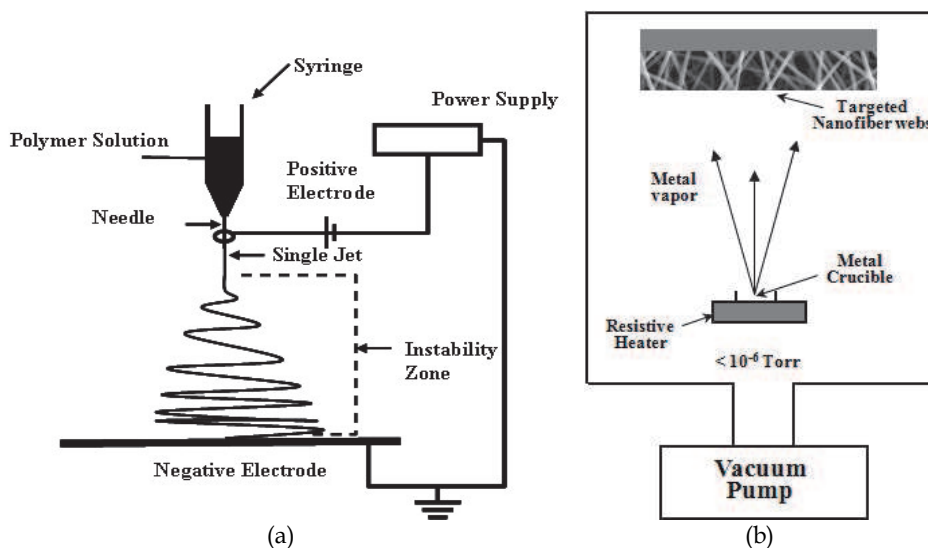 Syringe
Power Supply
Polymer Solution
Positive
Electrode
Needle
Single Jet
Instability
Zone
Negative Electrode
(a)
Targeted
Nanofiber webs
Metal
vapor
Metal
Crucible
Resistive
Heater
< 10⁻⁶ Torr
Vacuum
Pump
(b)